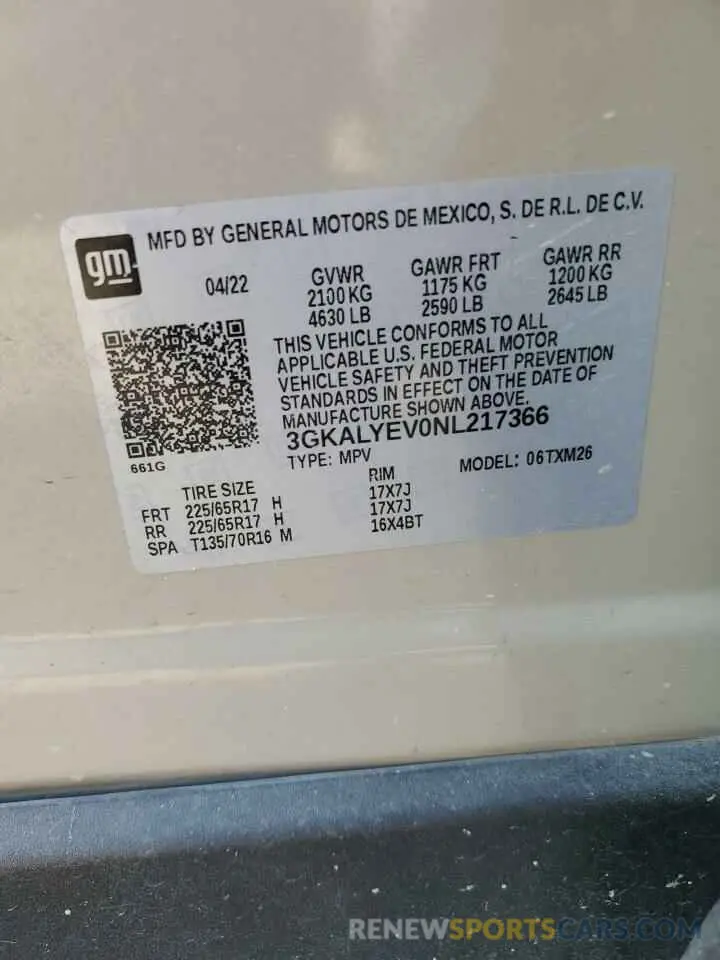 MFD BY GENERAL MOTORS DE MEXICO, S. DE R.L. DE C.V.
gm
04/22
GVWR GAWR FRT GAWR RR
2100 KG 1175 KG 1200 KG
4630 LB 2590 LB 2645 LB
THIS VEHICLE CONFORMS TO ALL
APPLICABLE U.S. FEDERAL MOTOR
VEHICLE SAFETY AND THEFT PREVENTION
STANDARDS IN EFFECT ON THE DATE OF
MANUFACTURE SHOWN ABOVE.
3GKALYEV0NL217366
661G
TYPE: MPV MODEL: 06TXM26
TIRE SIZE RIM
FRT 225/65R17 H 17X7J
RR 225/65R17 H 17X7J
SPA T135/70R16 M 16X4BT
RENEWSPORTSCARS.COM